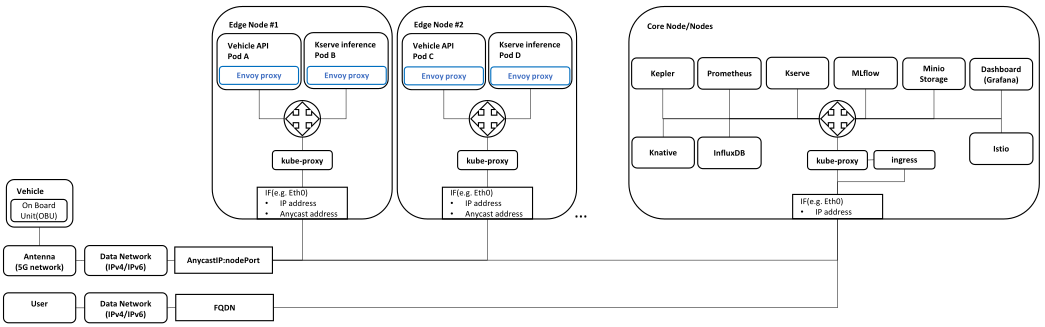 Edge Node #1
Vehicle API
Pod A
Envoy proxy
Kserve inference
Pod B
Envoy proxy
kube-proxy
IF(e.g. Eth0)
• IP address
• Anycast address
Edge Node #2
Vehicle API
Pod C
Envoy proxy
Kserve inference
Pod D
Envoy proxy
kube-proxy
IF(e.g. Eth0)
• IP address
• Anycast address
...
Core Node/Nodes
Kepler
Prometheus
Kserve
MLflow
Minio
Storage
Dashboard
(Grafana)
Knative
InfluxDB
kube-proxy
ingress
Istio
IF(e.g. Eth0)
• IP address
Vehicle
On Board
Unit(OBU)
Antenna
(5G network)
Data Network
(IPv4/IPv6)
AnycastIP:nodePort
User
Data Network
(IPv4/IPv6)
FQDN